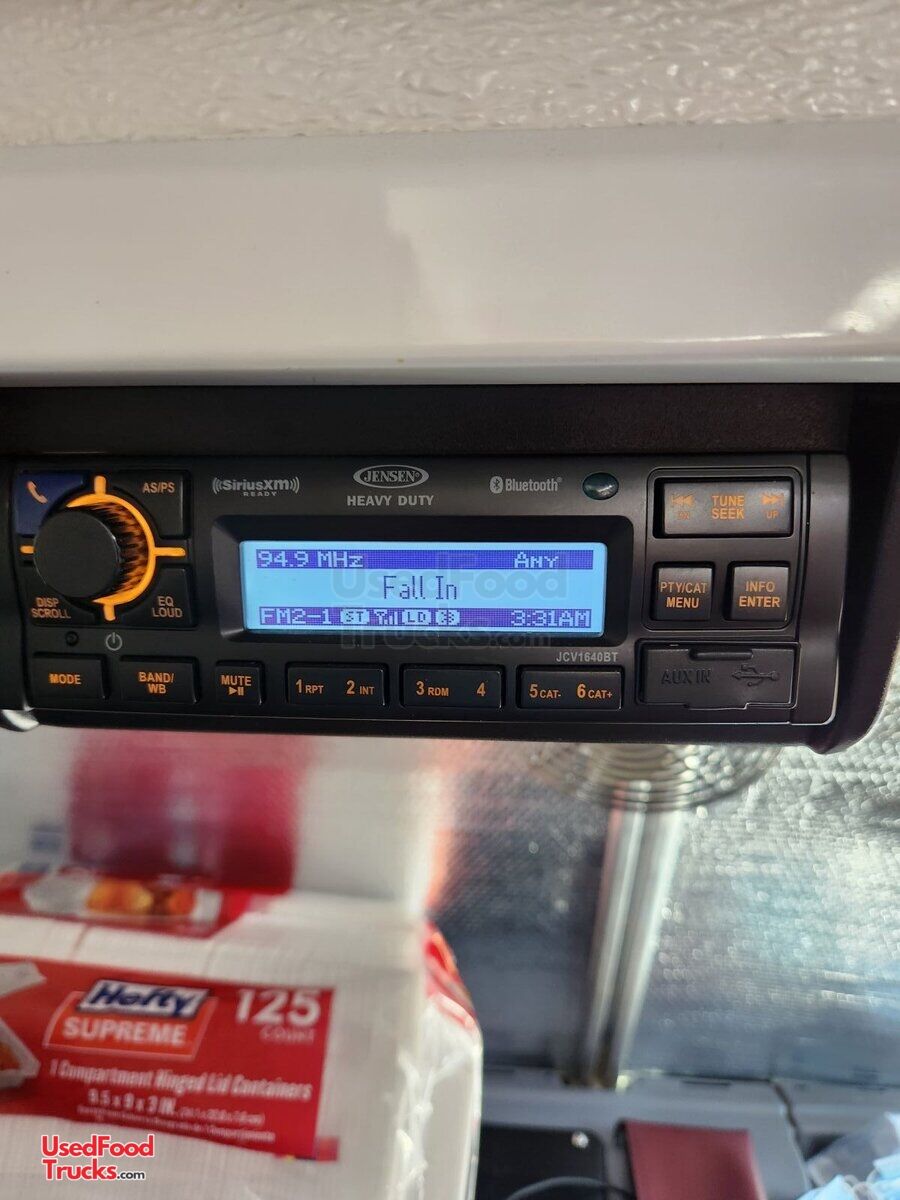 AS/PS
((SiriusXM))
READY
JENSEN
HEAVY DUTY
Bluetooth®
TUNE
SEEK
DN
UP
94.9 MHz
ANY
Fall In
FM2-1 ST LD
3:31AM
UsedFood
Trucks.com
DISP
SCROLL
EQ
LOUD
PTY/CAT
MENU
INFO
ENTER
JCV1640BT
MODE
BAND/
WB
MUTE
1 RPT
2 INT
3 RDM
4
5 CAT-
6 CAT+
AUX IN
Hefty
SUPREME
125
COUNT
1 Compartment Hinged Lid Containers
9.5 x 9 x 3 IN.
UsedFood
Trucks.com